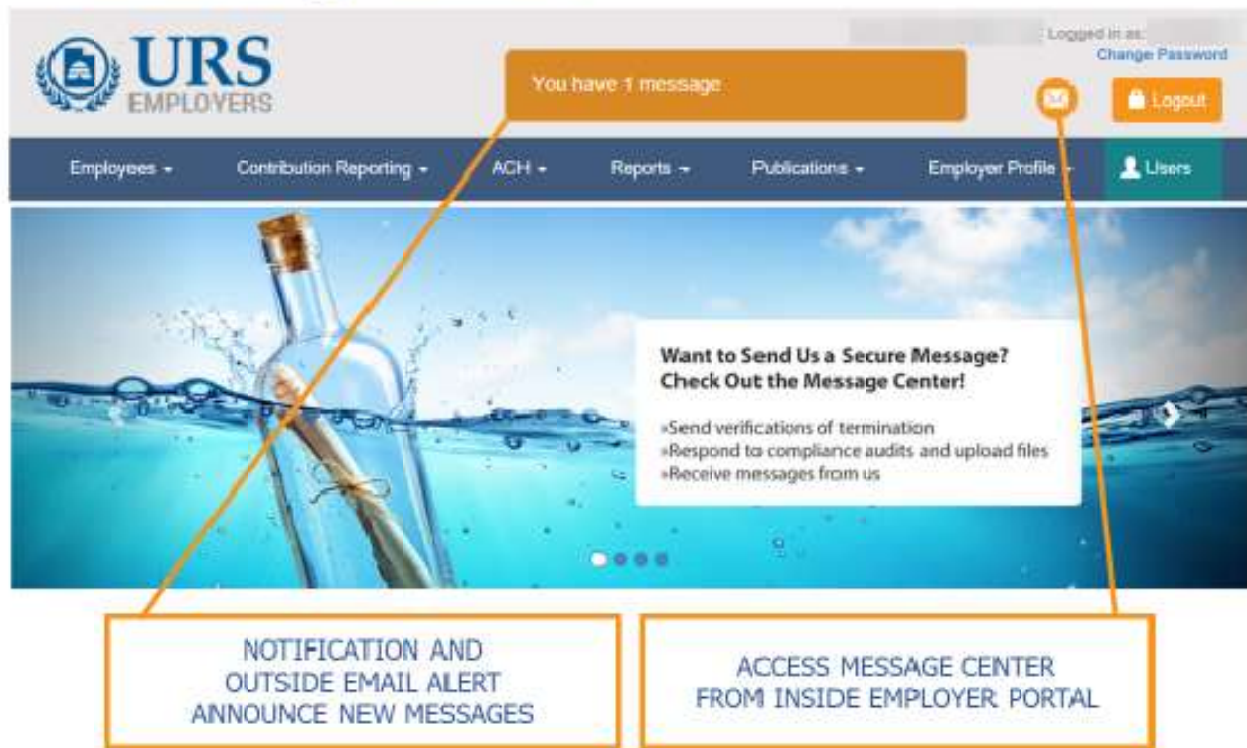 URS
EMPLOYERS
You have 1 message
Logged in as:
Change Password
Logout
Employees
Contribution Reporting
ACH
Reports
Publications
Employer Profile
Users
Want to Send Us a Secure Message?
Check Out the Message Center!
»Send verifications of termination
»Respond to compliance audits and upload files
»Receive messages from us
NOTIFICATION AND
OUTSIDE EMAIL ALERT
ANNOUNCE NEW MESSAGES
ACCESS MESSAGE CENTER
FROM INSIDE EMPLOYER PORTAL